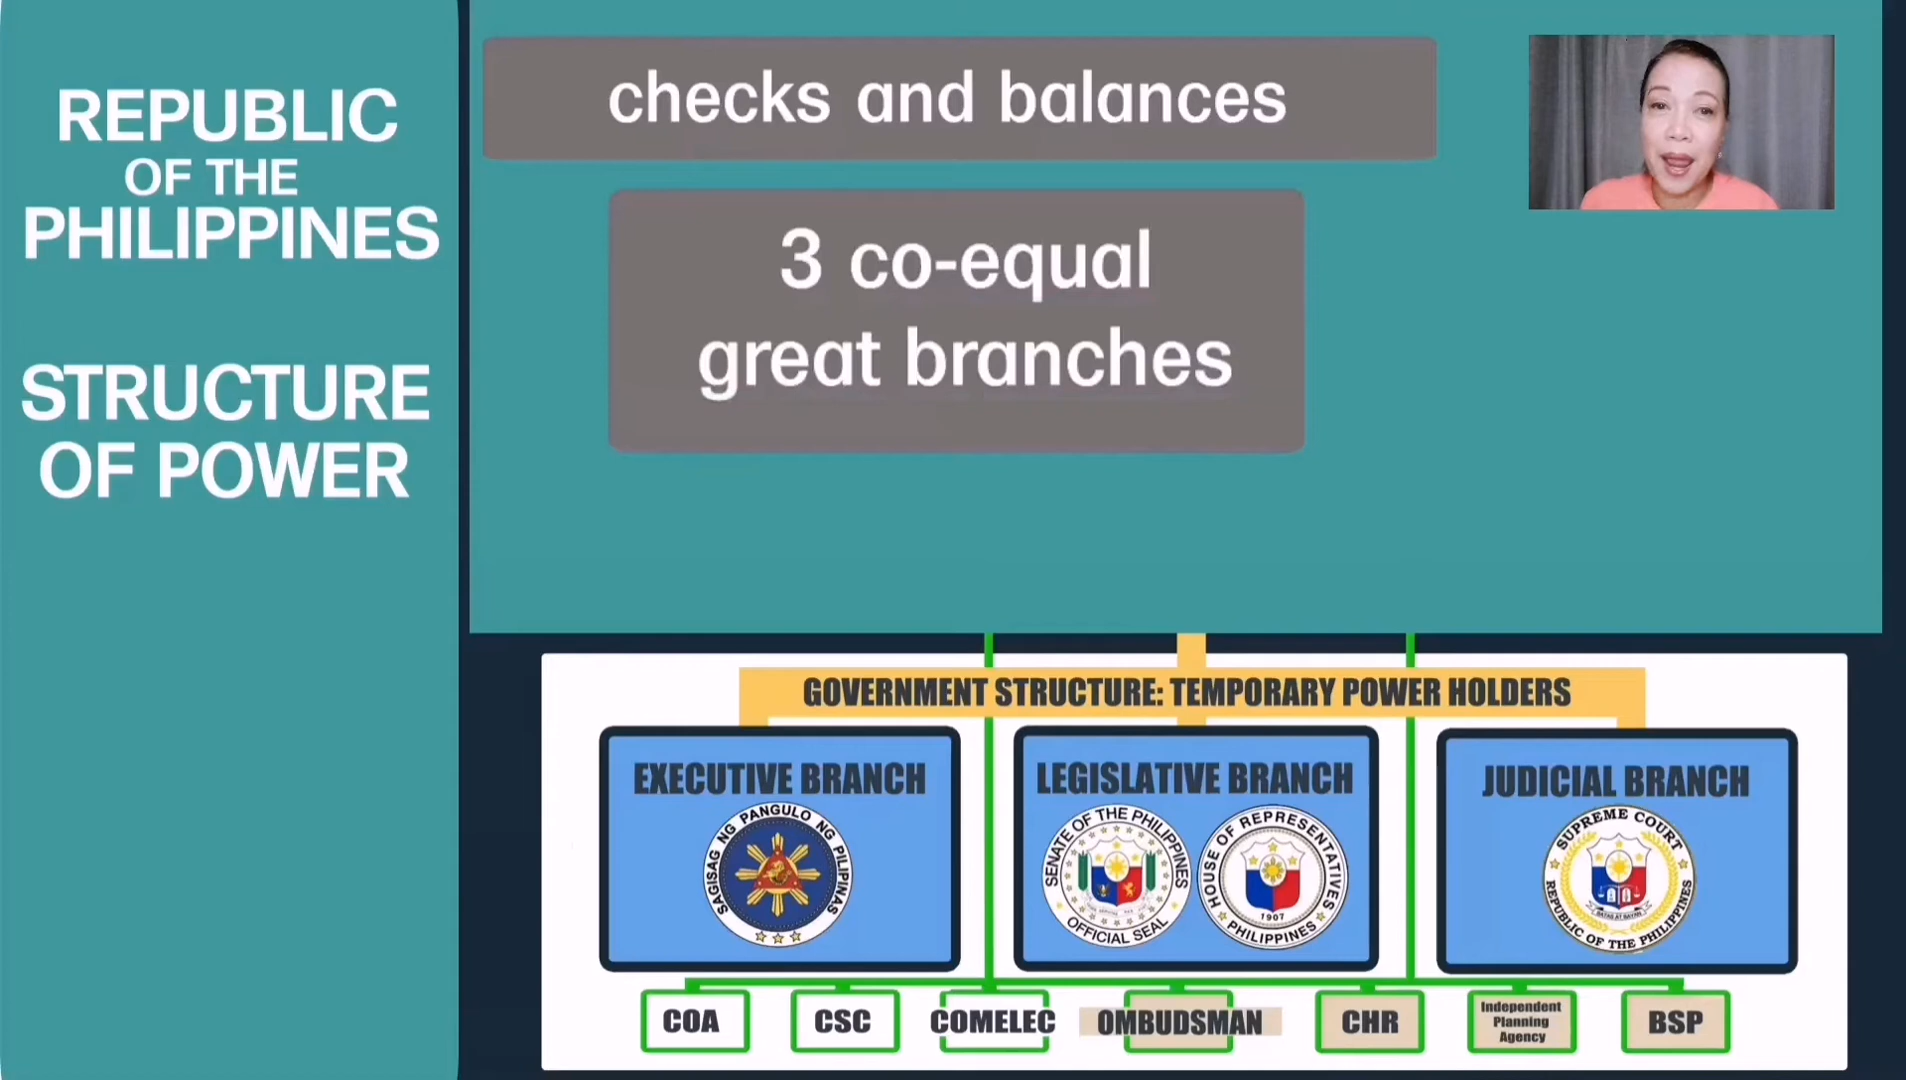 REPUBLIC
OF THE
PHILIPPINES
STRUCTURE
OF POWER
checks and balances
3 co-equal
great branches
GOVERNMENT STRUCTURE: TEMPORARY POWER HOLDERS
EXECUTIVE BRANCH
SAGISAG NG PANGULO NG PILIPINAS
LEGISLATIVE BRANCH
SENATE OF THE PHILIPPINES
OFFICIAL SEAL
HOUSE OF REPRESENTATIVES
1907
PHILIPPINES
JUDICIAL BRANCH
SUPREME COURT
BATAS AT BAYAN
REPUBLIC OF THE PHILIPPINES
COA
CSC
COMELEC
OMBUDSMAN
CHR
Independent
Planning
Agency
BSP